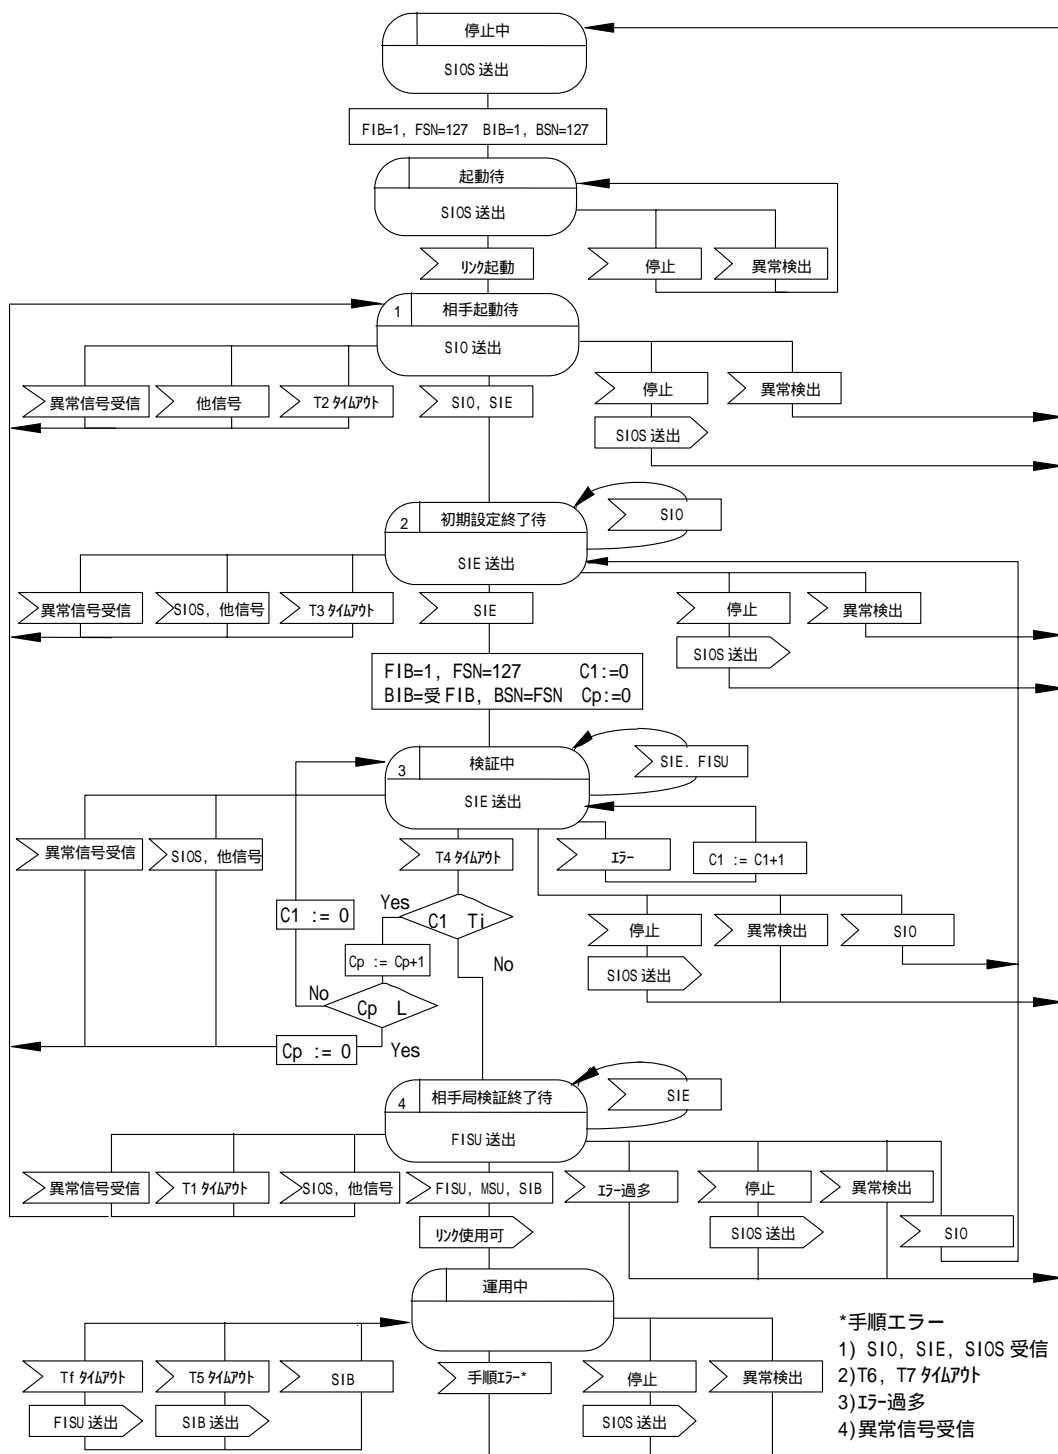 停止中
SIOS 送出
FIB=1, FSN=127 BIB=1, BSN=127
起動待
SIOS 送出
リンク起動
停止
異常検出
1
相手起動待
SIO 送出
異常信号受信
他信号
T2 タイムアウト
SIO, SIE
停止
異常検出
SIOS 送出
2
初期設定終了待
SIE 送出
SIO
異常信号受信
SIOS, 他信号
T3 タイムアウト
SIE
停止
異常検出
SIOS 送出
FIB=1, FSN=127 C1:=0
BIB=受 FIB, BSN=FSN Cp:=0
3
検証中
SIE 送出
SIE. FISU
異常信号受信
SIOS, 他信号
T4 タイムアウト
エラー
C1 := C1+1
Yes
C1 := 0
C1 Ti
停止
異常検出
SIO
Cp := Cp+1
No
SIOS 送出
No
Cp L
Cp := 0
Yes
4
相手局検証終了待
FISU 送出
SIE
異常信号受信
T1 タイムアウト
SIOS, 他信号
FISU, MSU, SIB
エラー過多
停止
異常検出
リンク使用可
SIOS 送出
SIO
運用中
Tf タイムアウト
T5 タイムアウト
SIB
手順エラー*
停止
異常検出
FISU 送出
SIB 送出
SIOS 送出
*手順エラー
1) SIO, SIE, SIOS 受信
2)T6, T7 タイムアウト
3)エラー過多
4)異常信号受信